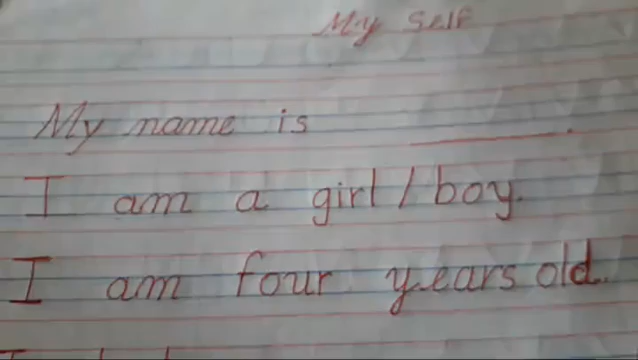 My Self
My name is ________.
I am a girl / boy.
I am four years old.